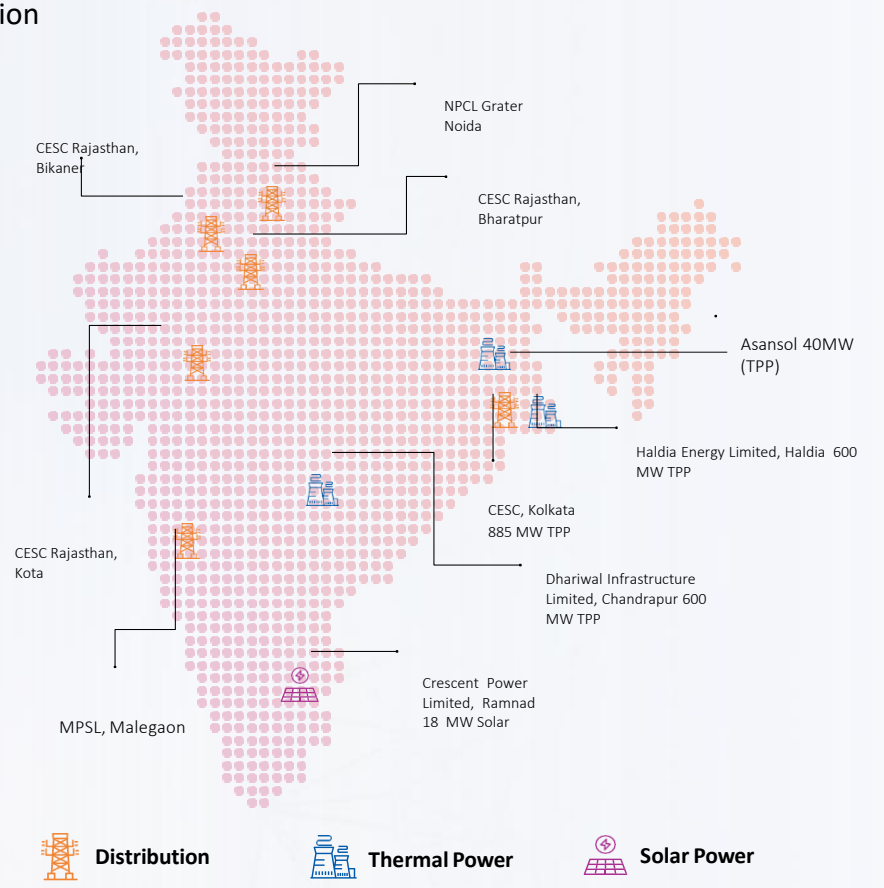 ion
NPCL Grater
Noida
CESC Rajasthan,
Bikaner
CESC Rajasthan,
Bharatpur
Asansol 40MW
(TPP)
Haldia Energy Limited, Haldia 600
MW TPP
CESC, Kolkata
885 MW TPP
CESC Rajasthan,
Kota
Dhariwal Infrastructure
Limited, Chandrapur 600
MW TPP
Crescent Power
Limited, Ramnad
18 MW Solar
MPSL, Malegaon
Distribution
Thermal Power
Solar Power